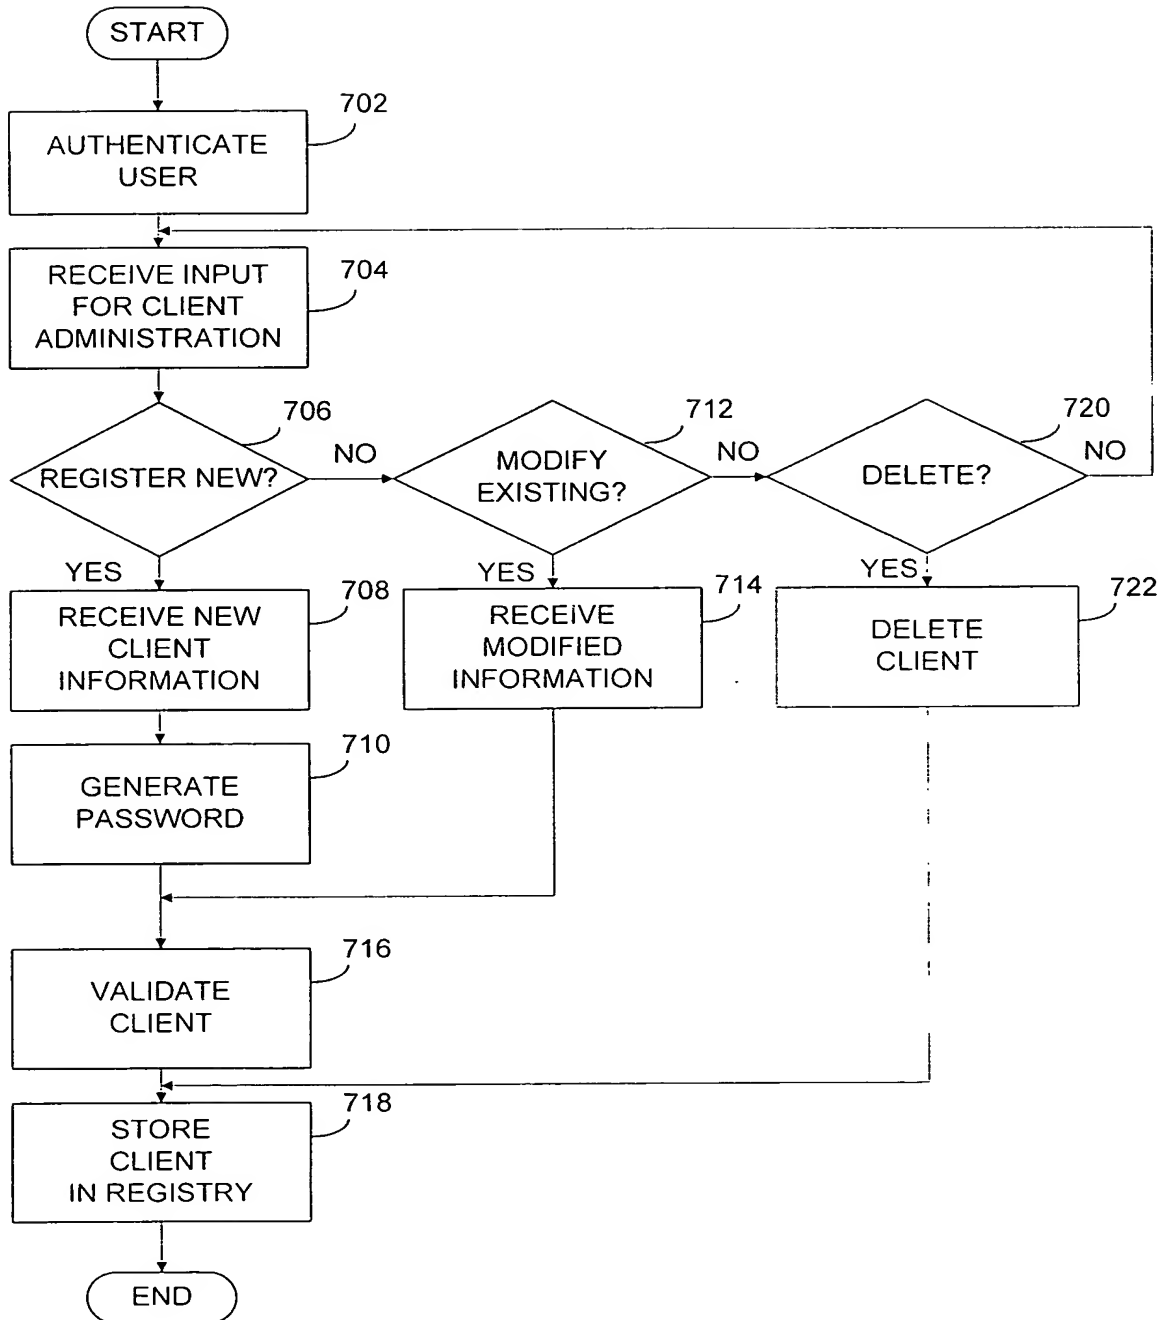 START
702
AUTHENTICATE
USER
704
RECEIVE INPUT
FOR CLIENT
ADMINISTRATION
706
REGISTER NEW?
NO
712
MODIFY
EXISTING?
NO
720
DELETE?
NO
YES
YES
YES
708
RECEIVE NEW
CLIENT
INFORMATION
714
RECEIVE
MODIFIED
INFORMATION
722
DELETE
CLIENT
710
GENERATE
PASSWORD
716
VALIDATE
CLIENT
718
STORE
CLIENT
IN REGISTRY
END